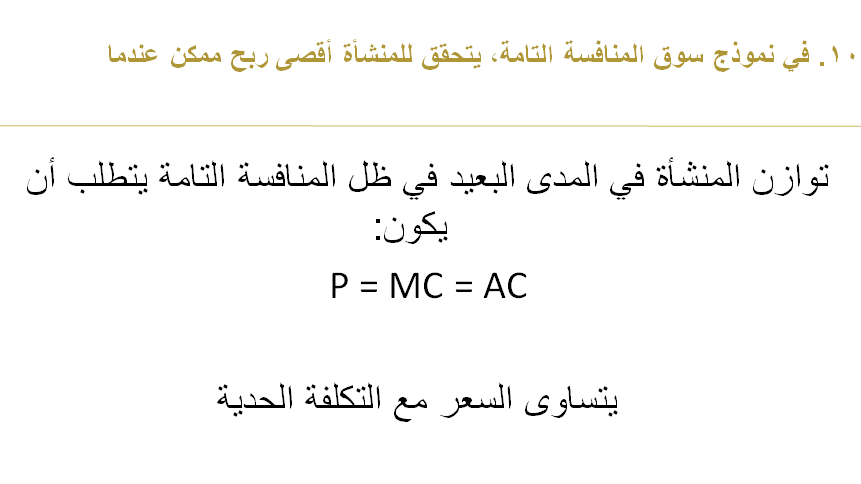 ١٠. في نموذج سوق المنافسة التامة، يتحقق للمنشأة أقصى ربح ممكن عندما
توازن المنشأة في المدى البعيد في ظل المنافسة التامة يتطلب أن
يكون:
P = MC = AC
يتساوى السعر مع التكلفة الحدية